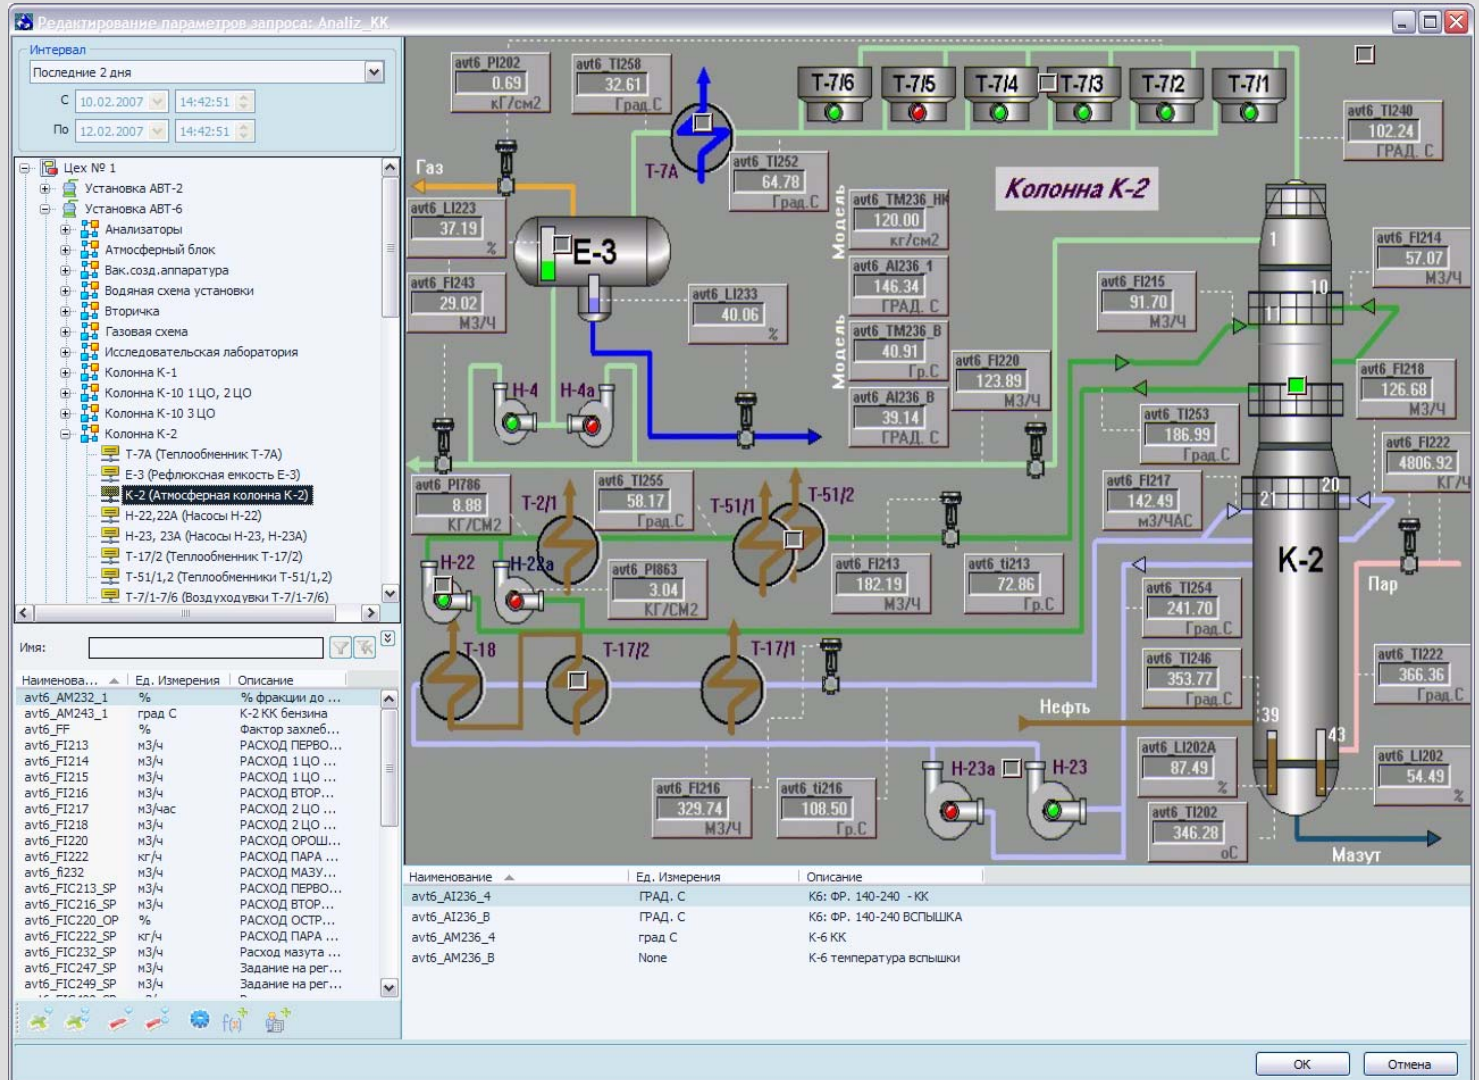 Редактирование параметров запроса: Analiz_KK
Интервал
Последние 2 дня
С 10.02.2007 14:42:51
По 12.02.2007 14:42:51
Цех № 1
Установка АВТ-2
Установка АВТ-6
Анализаторы
Атмосферный блок
Вак.созд.аппаратура
Водяная схема установки
Вторичка
Газовая схема
Исследовательская лаборатория
Колонна К-1
Колонна К-10 1 ЦО, 2 ЦО
Колонна К-10 3 ЦО
Колонна К-2
Т-7А (Теплообменник Т-7А)
Е-3 (Рефлюксная емкость Е-3)
К-2 (Атмосферная колонна К-2)
Н-22,22А (Насосы Н-22)
Н-23, 23А (Насосы Н-23, Н-23А)
Т-17/2 (Теплообменник Т-17/2)
Т-51/1,2 (Теплообменники Т-51/1,2)
Т-7/1-7/6 (Воздуходувки Т-7/1-7/6)
Имя:
Наименова... Ед. Измерения Описание
avt6_AM232_1 % % фракции до ...
avt6_AM243_1 град С К-2 КК бензина
avt6_FF % Фактор захлеб...
avt6_FI213 м3/ч РАСХОД ПЕРВО...
avt6_FI214 м3/ч РАСХОД 1 ЦО ...
avt6_FI215 м3/ч РАСХОД 1 ЦО ...
avt6_FI216 м3/ч РАСХОД ВТОР...
avt6_FI217 м3/час РАСХОД 2 ЦО ...
avt6_FI218 м3/ч РАСХОД 2 ЦО ...
avt6_FI220 м3/ч РАСХОД ОРОШ...
avt6_FI222 кг/ч РАСХОД ПАРА ...
avt6_fi232 м3/ч РАСХОД МАЗУ...
avt6_FIC213_SP м3/ч РАСХОД ПЕРВО...
avt6_FIC216_SP м3/ч РАСХОД ВТОР...
avt6_FIC220_OP % РАСХОД ОСТР...
avt6_FIC222_SP кг/ч РАСХОД ПАРА ...
avt6_FIC232_SP м3/ч Расход мазута ...
avt6_FIC247_SP м3/ч Задание на рег...
avt6_FIC249_SP м3/ч Задание на рег...
f(x)
avt6_PI202
0.69
кГ/см2
avt6_TI258
32.61
Град.С
Т-7/6 Т-7/5 Т-7/4 Т-7/3 Т-7/2 Т-7/1
avt6_TI240
102.24
ГРАД. С
Газ
Т-7А
avt6_TI252
64.78
Град.С
Колонна К-2
avt6_LI223
37.19
%
Е-3
Модель
avt6_TM236_НК
120.00
кг/см2
avt6_AI236_1
146.34
ГРАД. С
1
avt6_FI214
57.07
М3/Ч
avt6_FI243
29.02
М3/Ч
avt6_LI233
40.06
%
Модель
avt6_TM236_B
40.91
Гр.С
avt6_AI236_B
39.14
ГРАД. С
avt6_FI215
91.70
М3/Ч
10
11
avt6_FI220
123.89
М3/Ч
avt6_FI218
126.68
М3/Ч
Н-4 Н-4а
avt6_TI253
186.99
Град.С
avt6_FI222
4806.92
КГ/Ч
avt6_PI786
8.88
КГ/СМ2
Т-2/1
avt6_TI255
58.17
Град.С
Т-51/1
Т-51/2
avt6_FI217
142.49
м3/ЧАС
20
21
Н-22 Н-22а
avt6_PI863
3.04
КГ/СМ2
avt6_FI213
182.19
М3/Ч
avt6_ti213
72.86
Гр.С
К-2
Пар
avt6_TI254
241.70
Град.С
Т-18 Т-17/2 Т-17/1
avt6_TI246
353.77
Град.С
avt6_TI222
366.36
Град.С
Нефть
39
43
avt6_LI202A
87.49
%
avt6_LI202
54.49
%
avt6_FI216
329.74
М3/Ч
avt6_ti216
108.50
Гр.С
Н-23а Н-23
avt6_TI202
346.28
оС
Мазут
Наименование Ед. Измерения Описание
avt6_AI236_4 ГРАД. С К6: ФР. 140-240 - КК
avt6_AI236_B ГРАД. С К6: ФР. 140-240 ВСПЫШКА
avt6_AM236_4 град С К-6 КК
avt6_AM236_B None К-6 температура вспышки
ОК Отмена